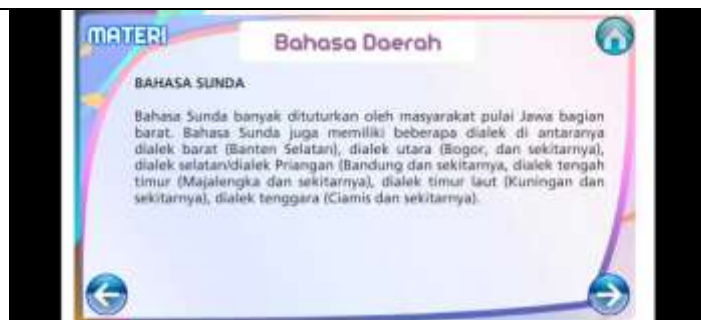 MATERI
Bahasa Daerah
BAHASA SUNDA
Bahasa Sunda banyak dituturkan oleh masyarakat pulai Jawa bagian
barat. Bahasa Sunda juga memiliki beberapa dialek di antaranya
dialek barat (Banten Selatan), dialek utara (Bogor, dan sekitarnya),
dialek selatan/dialek Priangan (Bandung dan sekitarnya, dialek tengah
timur (Majalengka dan sekitarnya), dialek timur laut (Kuningan dan
sekitarnya), dialek tenggara (Ciamis dan sekitarnya).